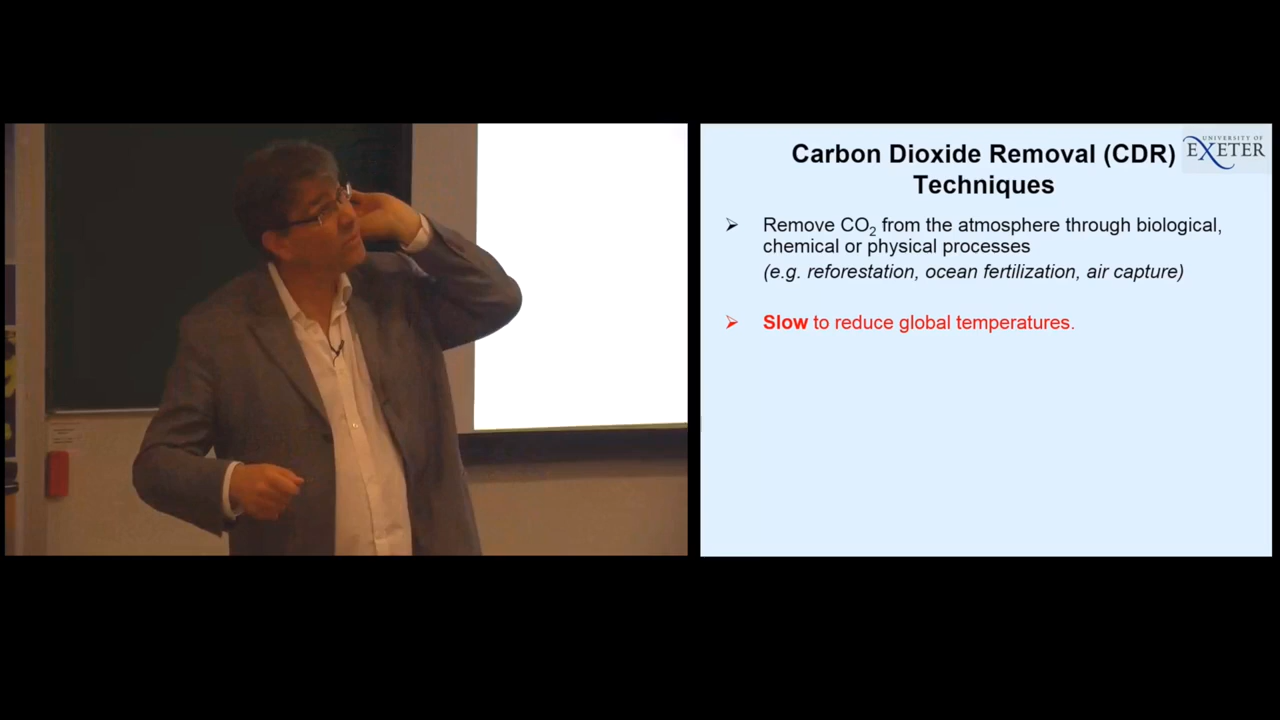 Carbon Dioxide Removal (CDR)
Techniques
UNIVERSITY OF
EXETER
➢ Remove CO₂ from the atmosphere through biological,
chemical or physical processes
(e.g. reforestation, ocean fertilization, air capture)
➢ Slow to reduce global temperatures.